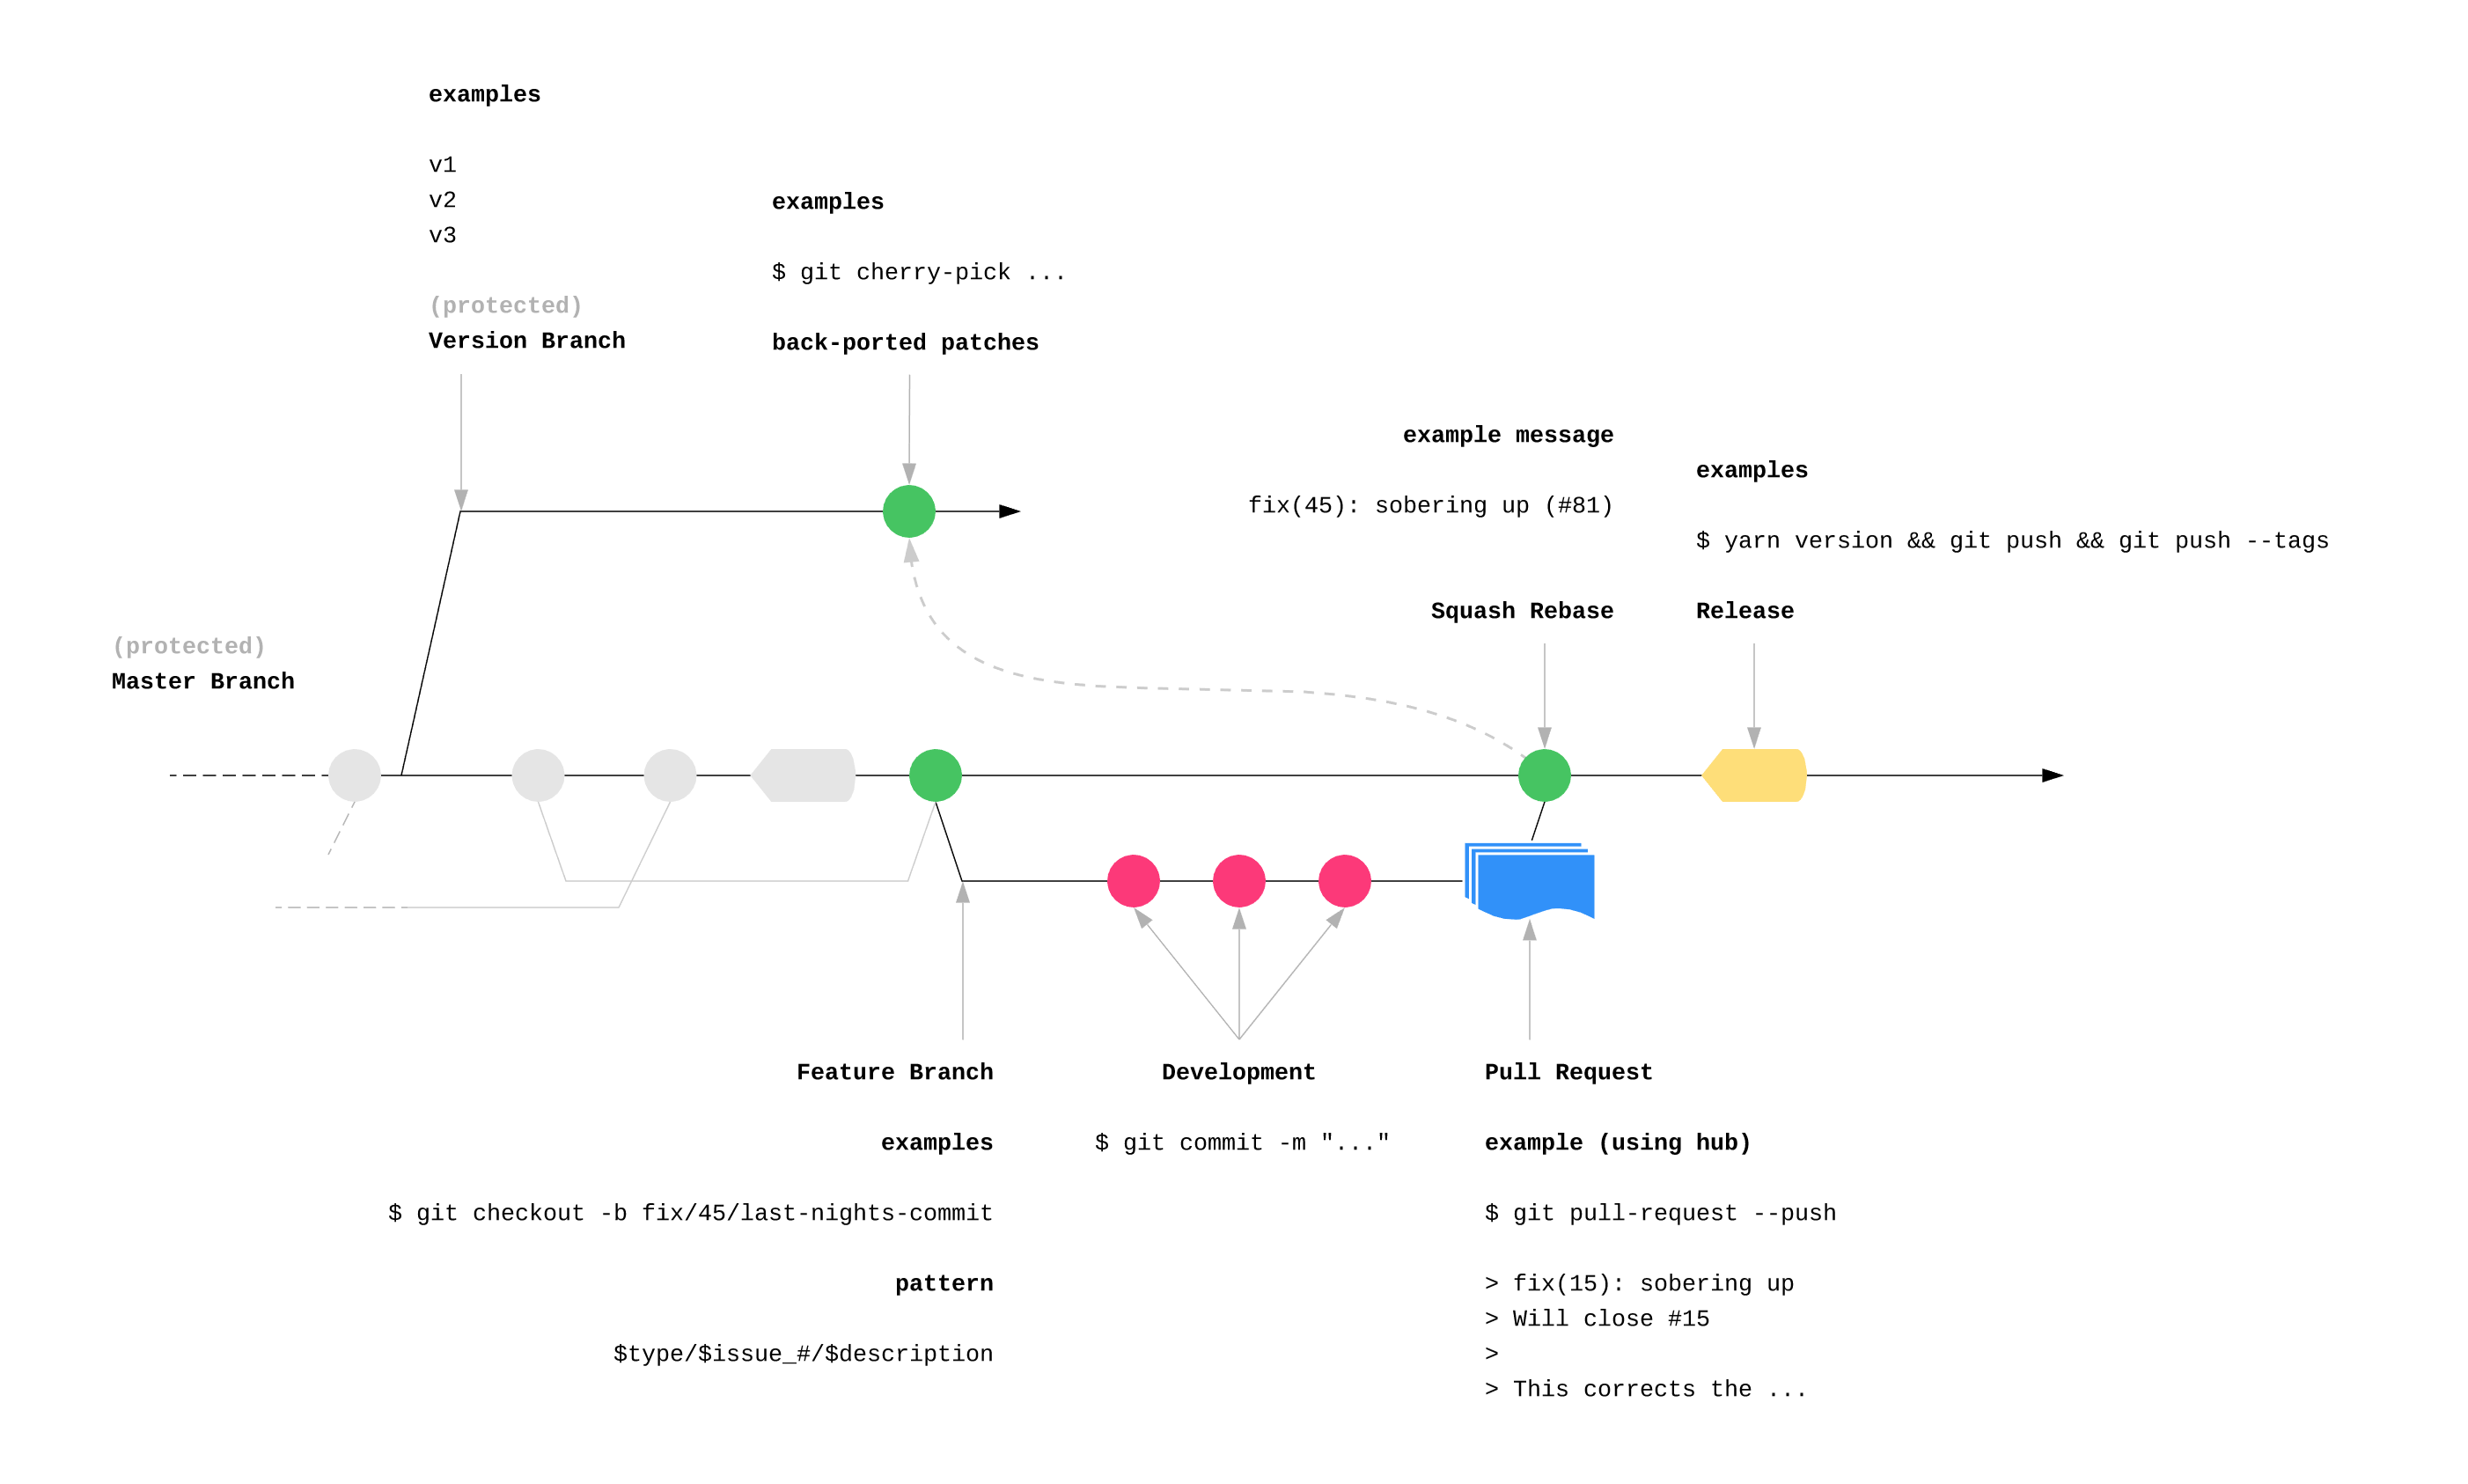 examples
v1
v2
v3
(protected)
Version Branch
examples
$ git cherry-pick ...
back-ported patches
example message
fix(45): sobering up (#81)
Squash Rebase
examples
$ yarn version && git push && git push --tags
Release
(protected)
Master Branch
Feature Branch
examples
$ git checkout -b fix/45/last-nights-commit
pattern
$type/$issue_#/$description
Development
$ git commit -m "..."
Pull Request
example (using hub)
$ git pull-request --push
> fix(15): sobering up
> Will close #15
>
> This corrects the ...